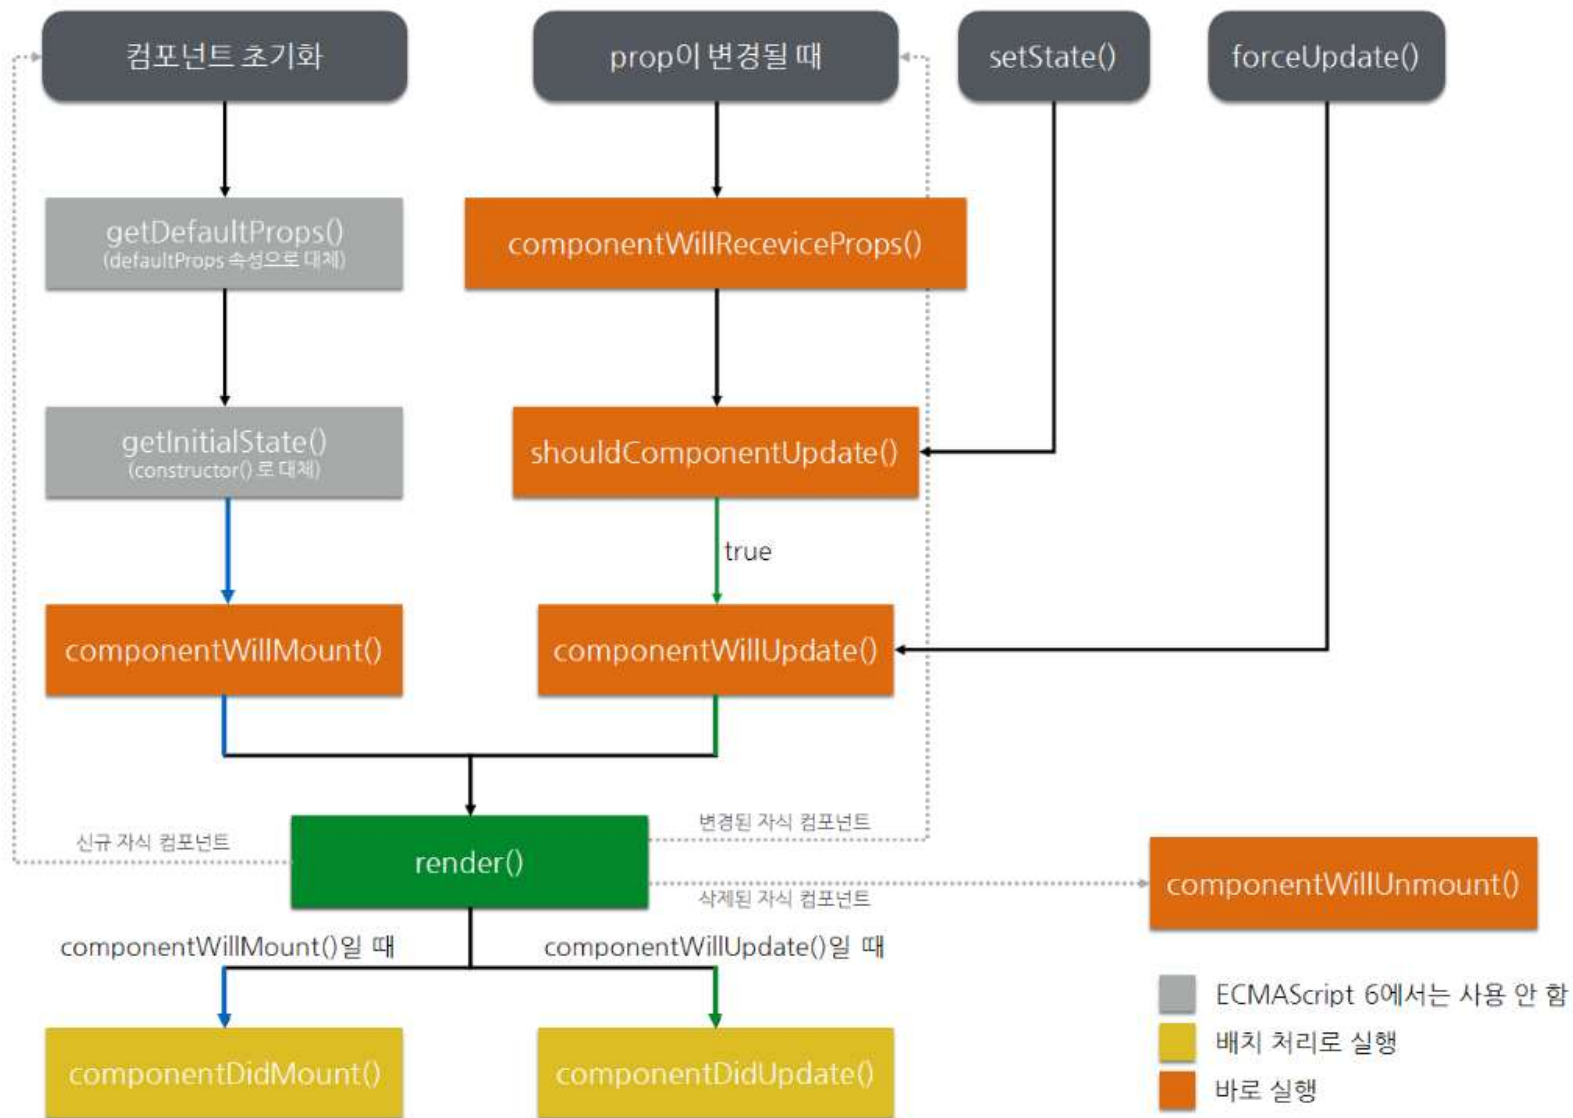 컴포넌트 초기화
prop이 변경될 때
setState()
forceUpdate()
getDefaultProps()
(defaultProps 속성으로 대체)
componentWillReceviceProps()
getInitialState()
(constructor() 로 대체)
shouldComponentUpdate()
true
componentWillMount()
componentWillUpdate()
신규 자식 컴포넌트
render()
변경된 자식 컴포넌트
삭제된 자식 컴포넌트
componentWillUnmount()
componentWillMount()일 때
componentWillUpdate()일 때
componentDidMount()
componentDidUpdate()
ECMAScript 6에서는 사용 안 함
배치 처리로 실행
바로 실행